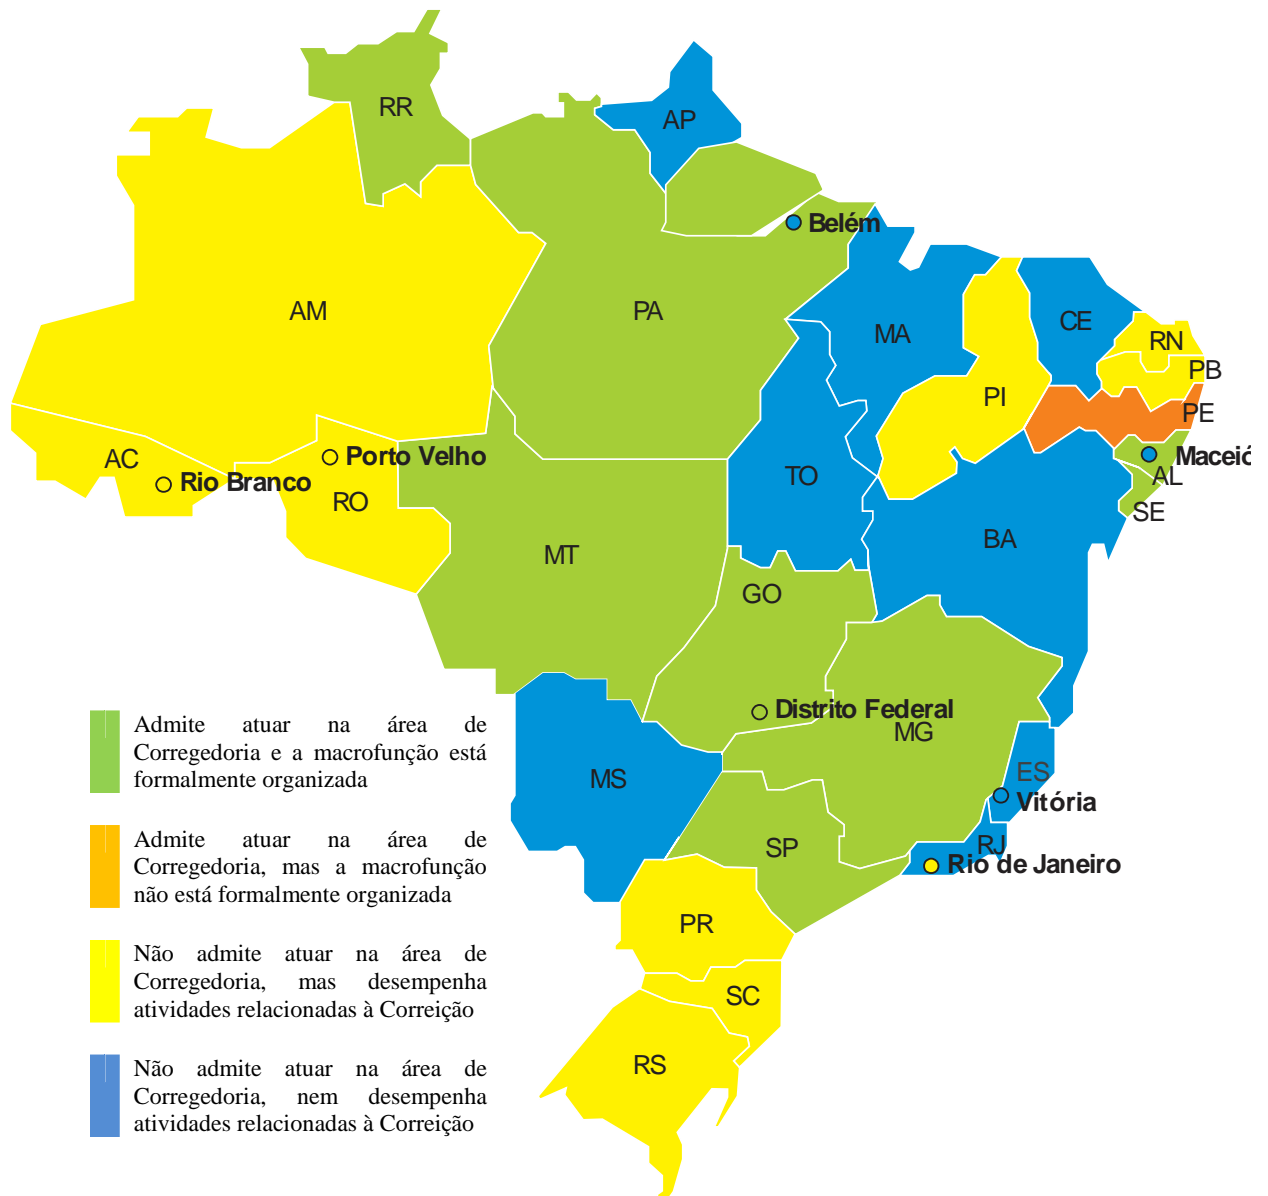 RR
AP
Belém
AM
PA
MA
CE
RN
PB
PI
PE
AC
Porto Velho
Maceió
Rio Branco
RO
TO
AL
SE
MT
BA
GO
Distrito Federal
MG
MS
ES
Vitória
SP
RJ
Rio de Janeiro
PR
SC
RS
Admite atuar na área de
Corregedoria e a macrofunção está
formalmente organizada
Admite atuar na área de
Corregedoria, mas a macrofunção
não está formalmente organizada
Não admite atuar na área de
Corregedoria, mas desempenha
atividades relacionadas à Correição
Não admite atuar na área de
Corregedoria, nem desempenha
atividades relacionadas à Correição